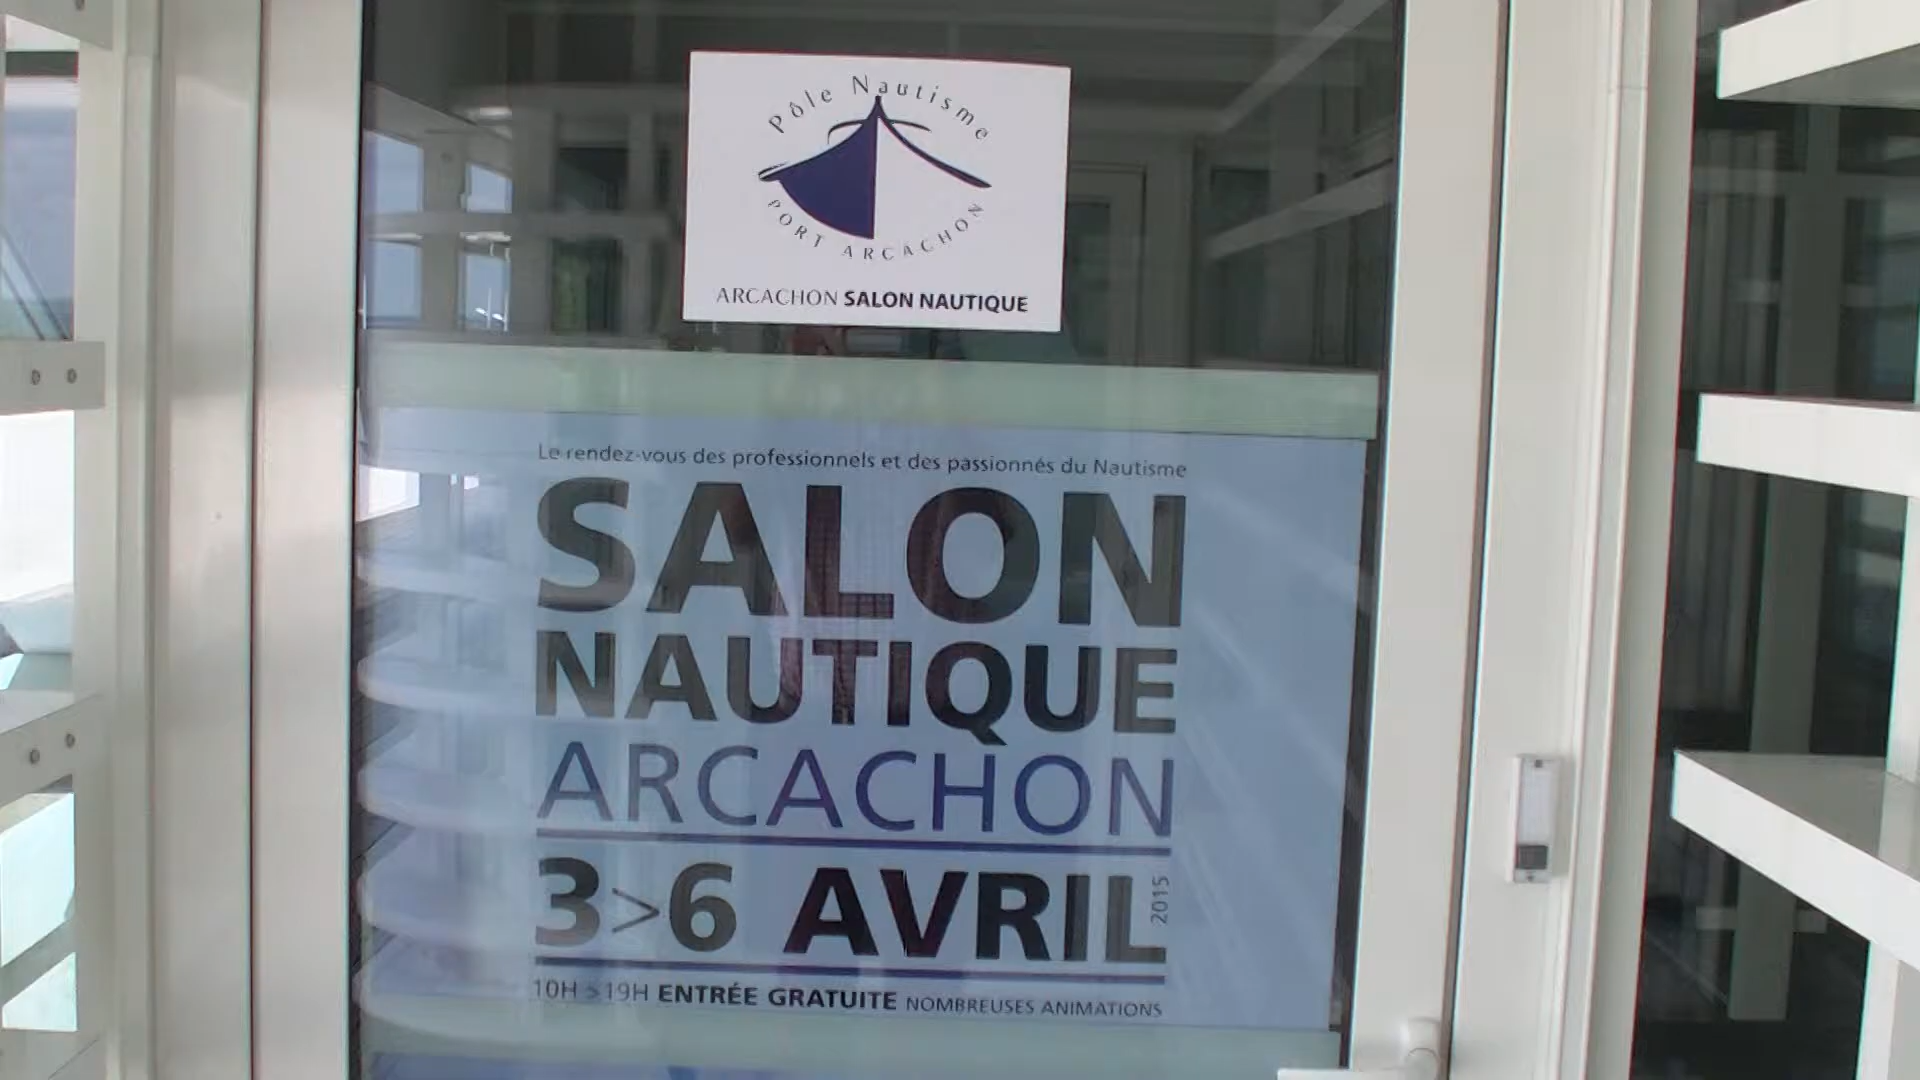 Pôle Nautisme
PORT ARCACHON
ARCACHON SALON NAUTIQUE
Le rendez-vous des professionnels et des passionnés du Nautisme
SALON
NAUTIQUE
ARCACHON
3>6 AVRIL 2015
10H >19H ENTRÉE GRATUITE NOMBREUSES ANIMATIONS